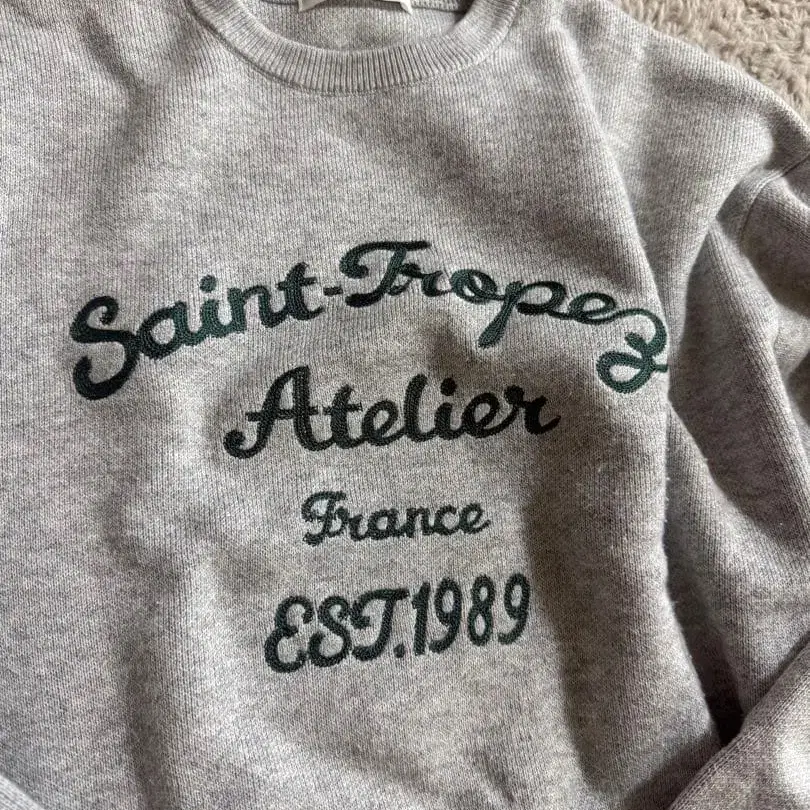 Saint-Tropez
Atelier
France
EST.1989